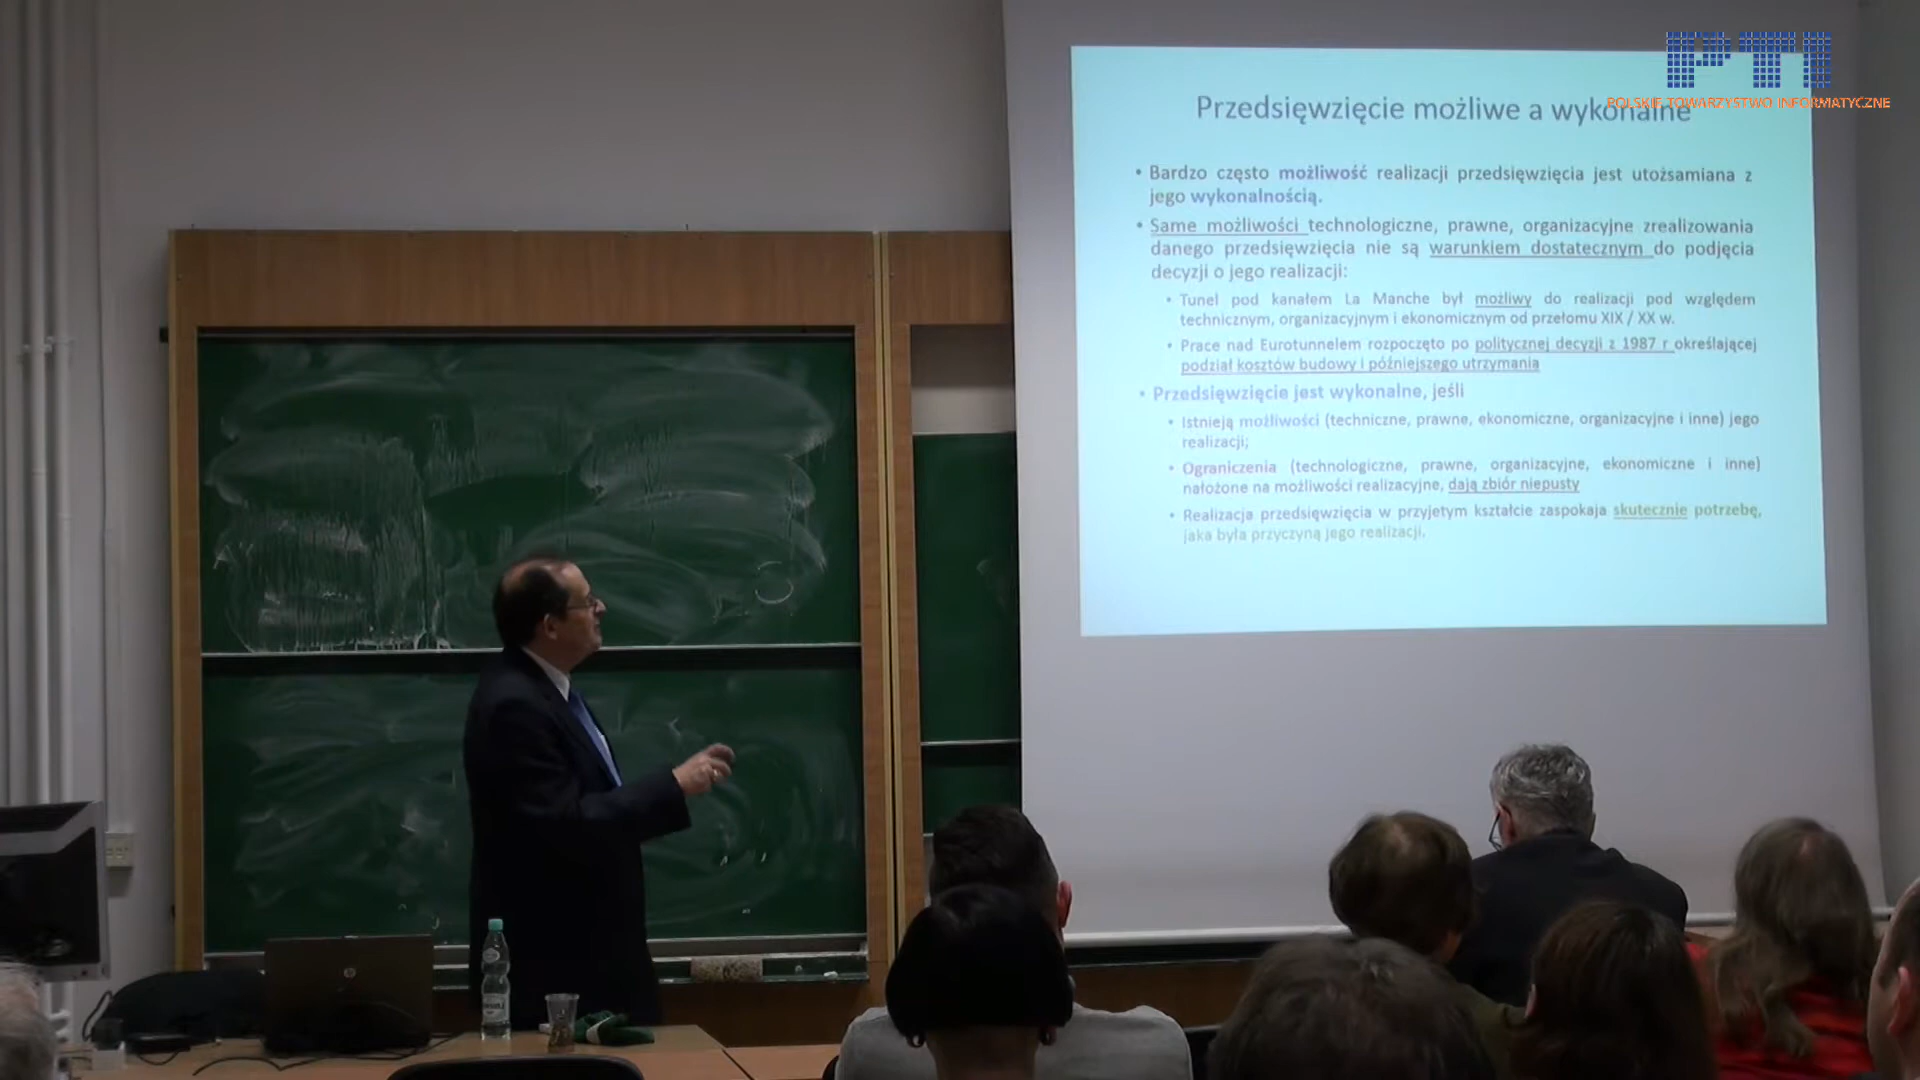 PTI
POLSKIE TOWARZYSTWO INFORMATYCZNE
Przedsięwzięcie możliwe a wykonalne
• Bardzo często możliwość realizacji przedsięwzięcia jest utożsamiana z
jego wykonalnością.
• Same możliwości technologiczne, prawne, organizacyjne zrealizowania
danego przedsięwzięcia nie są warunkiem dostatecznym do podjęcia
decyzji o jego realizacji:
• Tunel pod kanałem La Manche był możliwy do realizacji pod względem
technicznym, organizacyjnym i ekonomicznym od przełomu XIX / XX w.
• Prace nad Eurotunnelem rozpoczęto po politycznej decyzji z 1987 r określającej
podział kosztów budowy i późniejszego utrzymania
• Przedsięwzięcie jest wykonalne, jeśli
• Istnieją możliwości (techniczne, prawne, ekonomiczne, organizacyjne i inne) jego
realizacji;
• Ograniczenia (technologiczne, prawne, organizacyjne, ekonomiczne i inne)
nałożone na możliwości realizacyjne, dają zbiór niepusty
• Realizacja przedsięwzięcia w przyjetym kształcie zaspokaja skutecznie potrzebę,
jaka była przyczyną jego realizacji.